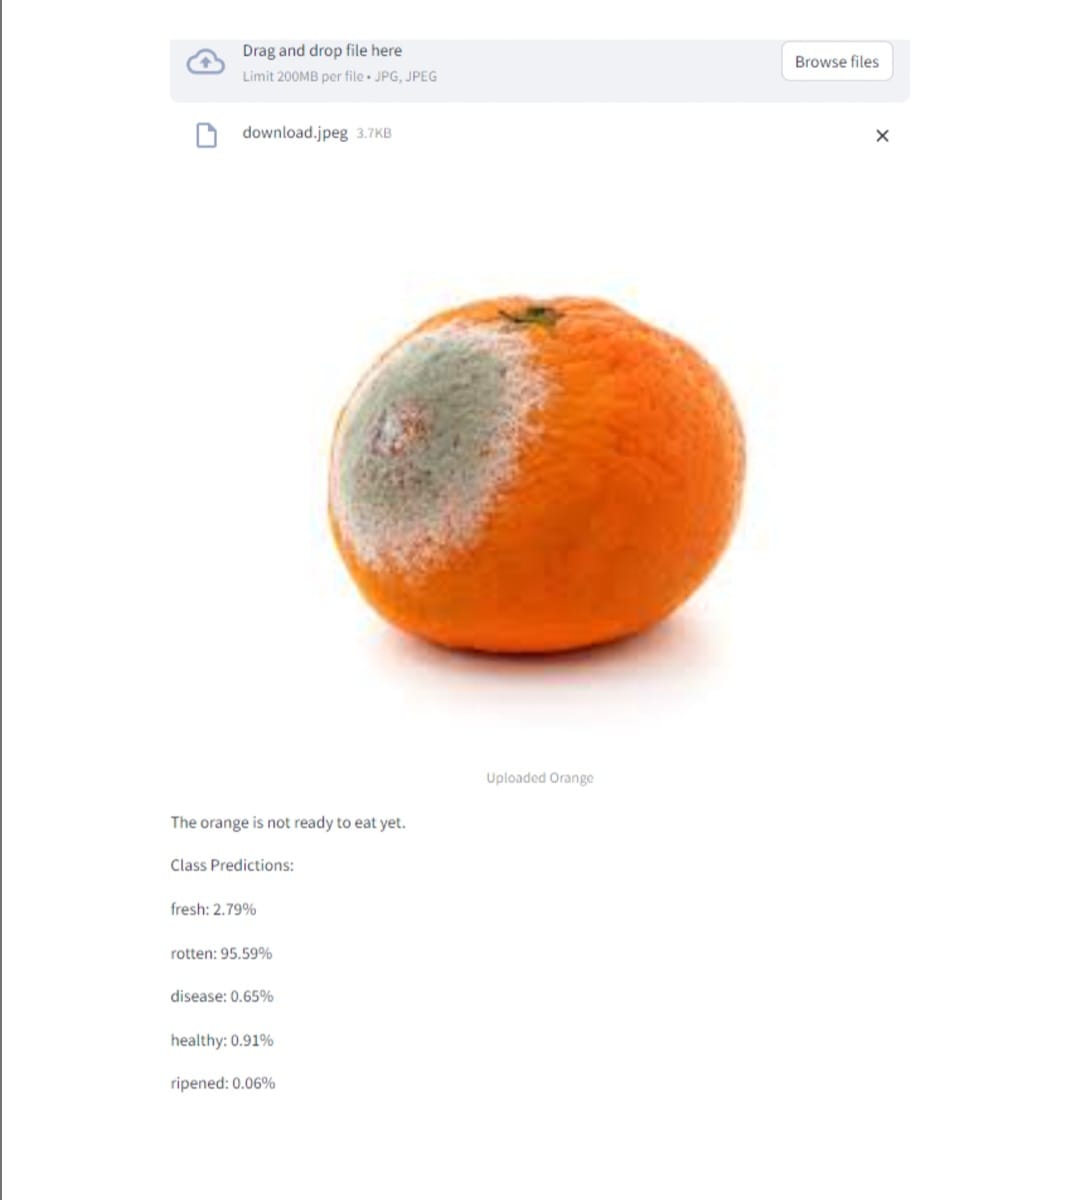 Drag and drop file here
Limit 200MB per file • JPG, JPEG
Browse files
download.jpeg 3.7KB
Uploaded Orange
The orange is not ready to eat yet.
Class Predictions:
fresh: 2.79%
rotten: 95.59%
disease: 0.65%
healthy: 0.91%
ripened: 0.06%